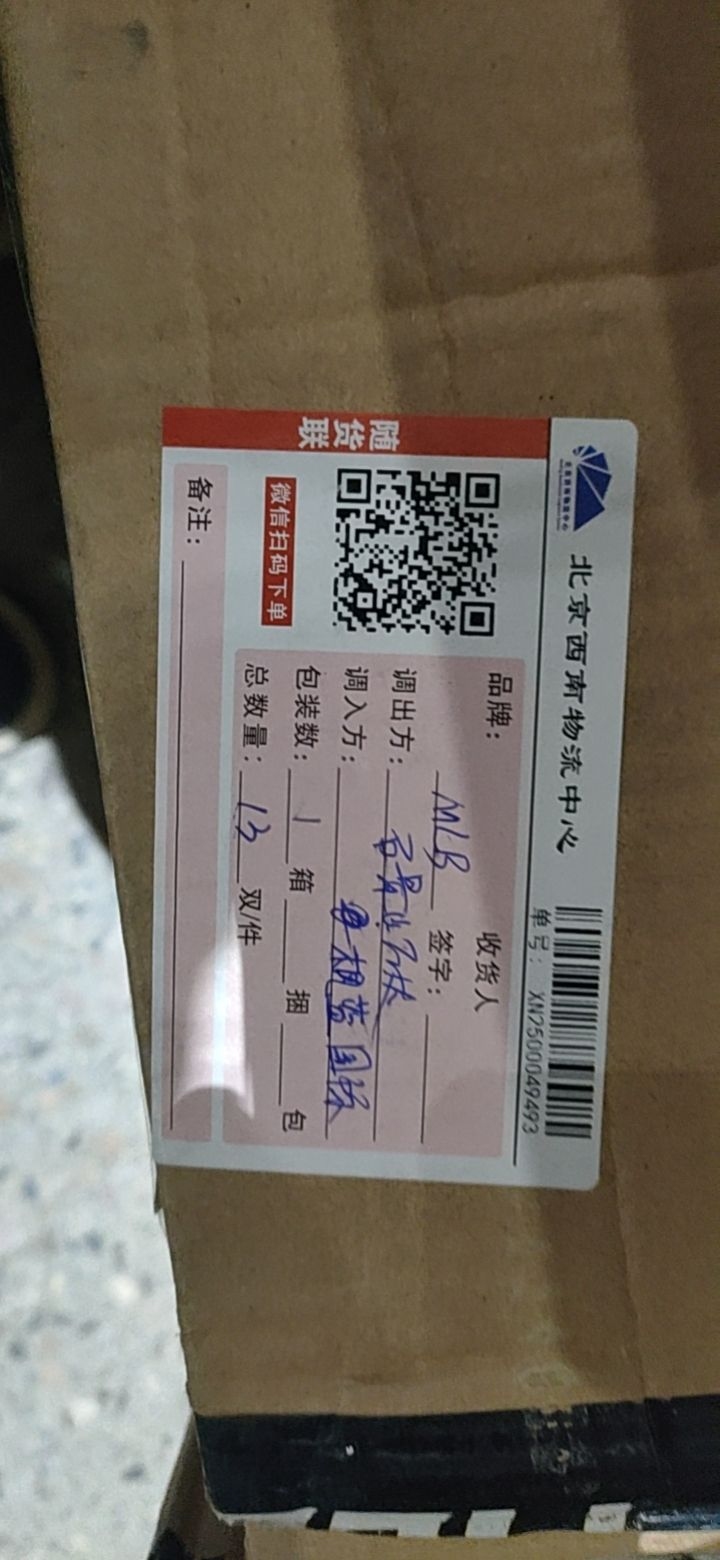 北京西南物流中心
单号：XN2500049493
随货联
微信扫码下单
品牌：MLB
收货人签字：
调出方：
调入方：
包装数：1箱 捆 包
总数量：13双/件
备注：